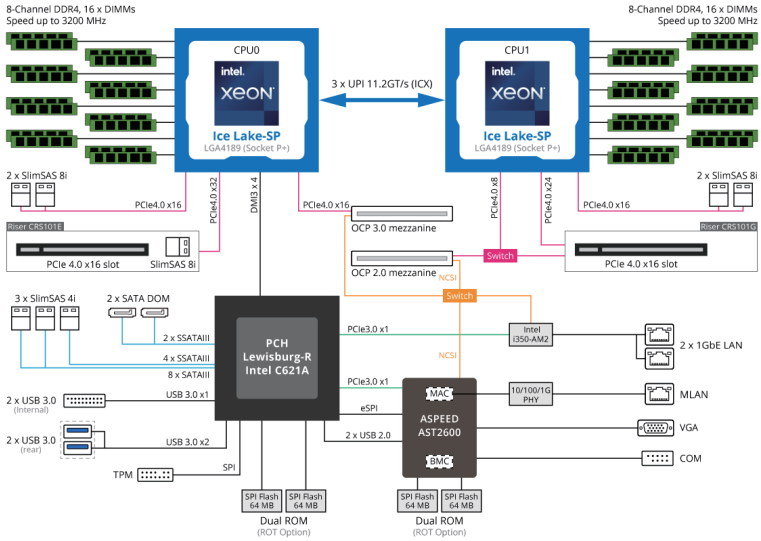 8-Channel DDR4, 16 x DIMMs
Speed up to 3200 MHz
8-Channel DDR4, 16 x DIMMs
Speed up to 3200 MHz
CPU0
intel.
XEON
Ice Lake-SP
LGA4189 (Socket P+)
3 x UPI 11.2GT/s (ICX)
CPU1
intel.
XEON
Ice Lake-SP
LGA4189 (Socket P+)
2 x SlimSAS 8i
PCIe4.0 x16
PCIe4.0 x32
DMI3 x 4
PCIe4.0 x16
PCIe4.0 x8
PCIe4.0 x24
PCIe4.0 x16
2 x SlimSAS 8i
Riser CRS101E
PCIe 4.0 x16 slot
SlimSAS 8i
OCP 3.0 mezzanine
OCP 2.0 mezzanine
Switch
Riser CRS101G
PCIe 4.0 x16 slot
NCSI
Switch
NCSI
3 x SlimSAS 4i
2 x SATA DOM
2 x SSATAIII
4 x SSATAIII
8 x SATAIII
PCH
Lewisburg-R
Intel C621A
PCIe3.0 x1
Intel
i350-AM2
2 x 1GbE LAN
2 x USB 3.0
(Internal)
USB 3.0 x1
2 x USB 3.0
(rear)
USB 3.0 x2
TPM
SPI
PCIe3.0 x1
eSPI
2 x USB 2.0
MAC
ASPEED
AST2600
BMC
10/100/1G
PHY
MLAN
VGA
COM
SPI Flash
64 MB
SPI Flash
64 MB
Dual ROM
(ROT Option)
SPI Flash
64 MB
SPI Flash
64 MB
Dual ROM
(ROT Option)